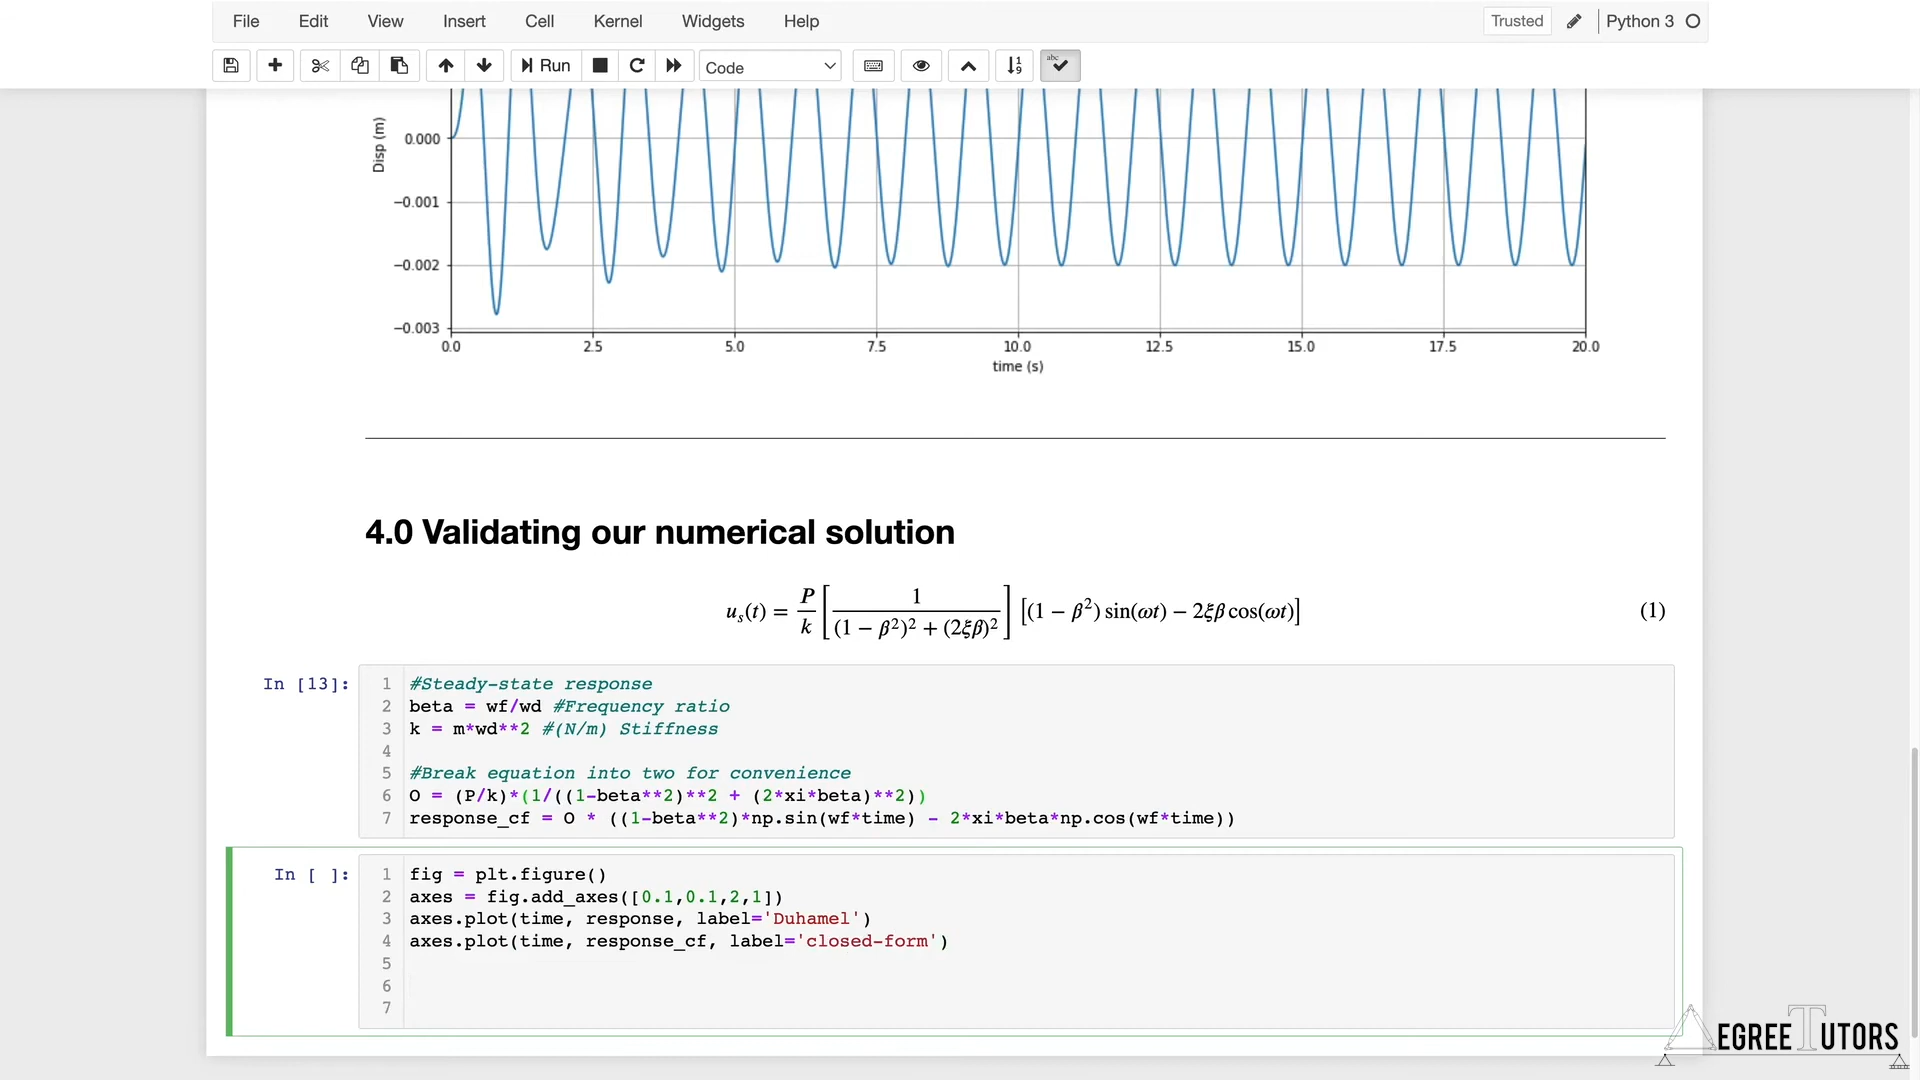 File Edit View Insert Cell Kernel Widgets Help Trusted Python 3
Run Code
Disp (m)
0.000
−0.001
−0.002
−0.003
0.0 2.5 5.0 7.5 10.0 12.5 15.0 17.5 20.0
time (s)
4.0 Validating our numerical solution
u_s(t) = P/k [1/((1 − β²)² + (2ξβ)²)] [(1 − β²) sin(ωt) − 2ξβ cos(ωt)] (1)
In [13]:
1 #Steady-state response
2 beta = wf/wd #Frequency ratio
3 k = m*wd**2 #(N/m) Stiffness
4
5 #Break equation into two for convenience
6 O = (P/k)*(1/((1-beta**2)**2 + (2*xi*beta)**2))
7 response_cf = O * ((1-beta**2)*np.sin(wf*time) - 2*xi*beta*np.cos(wf*time))
In [ ]:
1 fig = plt.figure()
2 axes = fig.add_axes([0.1,0.1,2,1])
3 axes.plot(time, response, label='Duhamel')
4 axes.plot(time, response_cf, label='closed-form')
5
6
7
DEGREE TUTORS